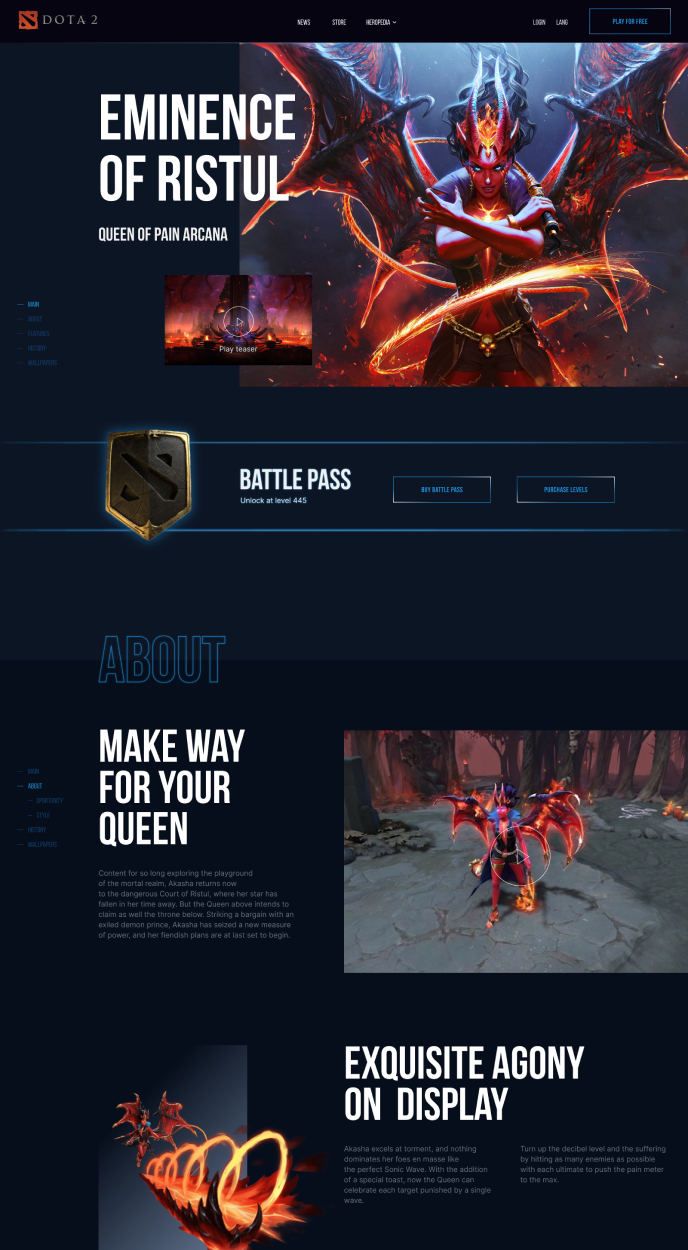 DOTA 2
NEWS
STORE
HEROPEDIA
LOGIN
LANG
PLAY FOR FREE
EMINENCE
OF RISTUL
QUEEN OF PAIN ARCANA
MAIN
ABOUT
FEATURES
HISTORY
WALLPAPERS
Play teaser
BATTLE PASS
Unlock at level 445
BUY BATTLE PASS
PURCHASE LEVELS
ABOUT
MAKE WAY
FOR YOUR
QUEEN
MAIN
ABOUT
STYLE
HISTORY
WALLPAPERS
Content for so long exploring the playground
of the mortal realm, Akasha returns now
to the dangerous Court of Ristul, where her star has
fallen in her time away. But the Queen above intends to
claim as well the throne below. Striking a bargain with an
exiled demon prince, Akasha has seized a new measure
of power, and her fiendish plans are at last set to begin.
EXQUISITE AGONY
ON DISPLAY
Akasha excels at torment, and nothing
dominates her foes en masse like
the perfect Sonic Wave. With the addition
of a special toast, now the Queen can
celebrate each target punished by a single
wave.
Turn up the decibel level and the suffering
by hitting as many enemies as possible
with each ultimate to push the pain meter
to the max.